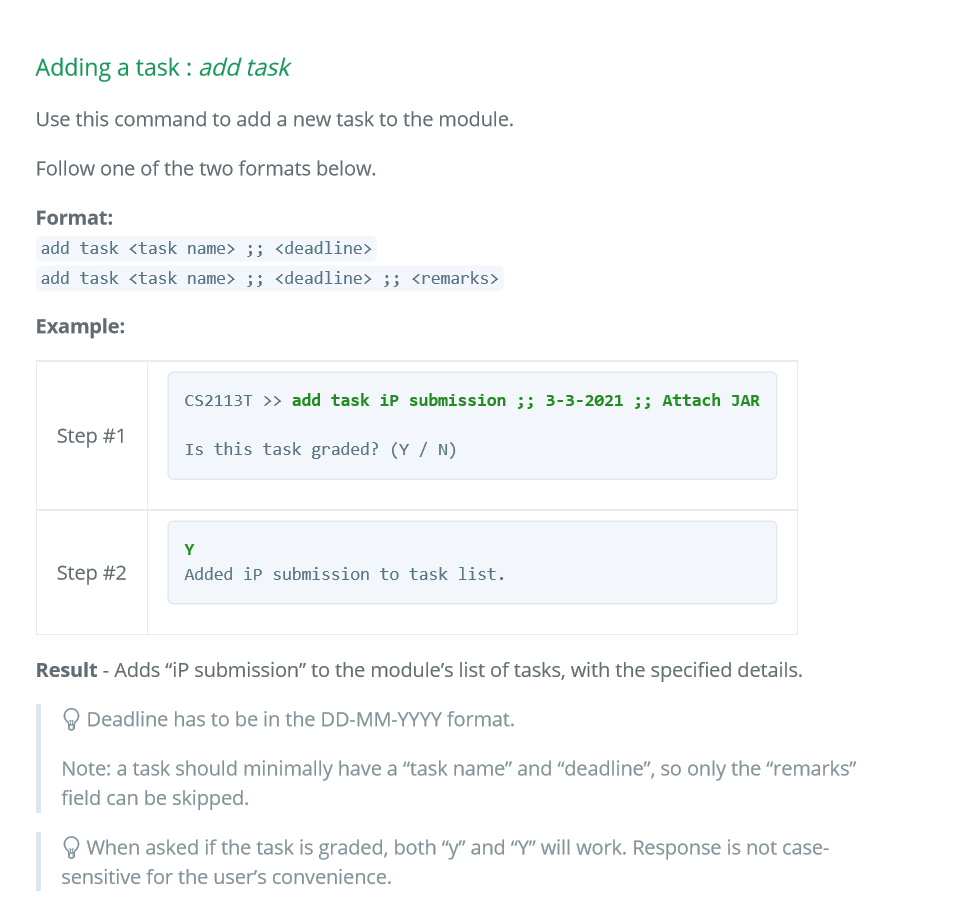 Adding a task : add task
Use this command to add a new task to the module.
Follow one of the two formats below.
Format:
add task <task name> ;; <deadline>
add task <task name> ;; <deadline> ;; <remarks>
Example:
Step #1
CS2113T >> add task iP submission ;; 3-3-2021 ;; Attach JAR
Is this task graded? (Y / N)
Step #2
Y
Added iP submission to task list.
Result - Adds “iP submission” to the module’s list of tasks, with the specified details.
Deadline has to be in the DD-MM-YYYY format.
Note: a task should minimally have a “task name” and “deadline”, so only the “remarks”
field can be skipped.
When asked if the task is graded, both “y” and “Y” will work. Response is not case-
sensitive for the user’s convenience.